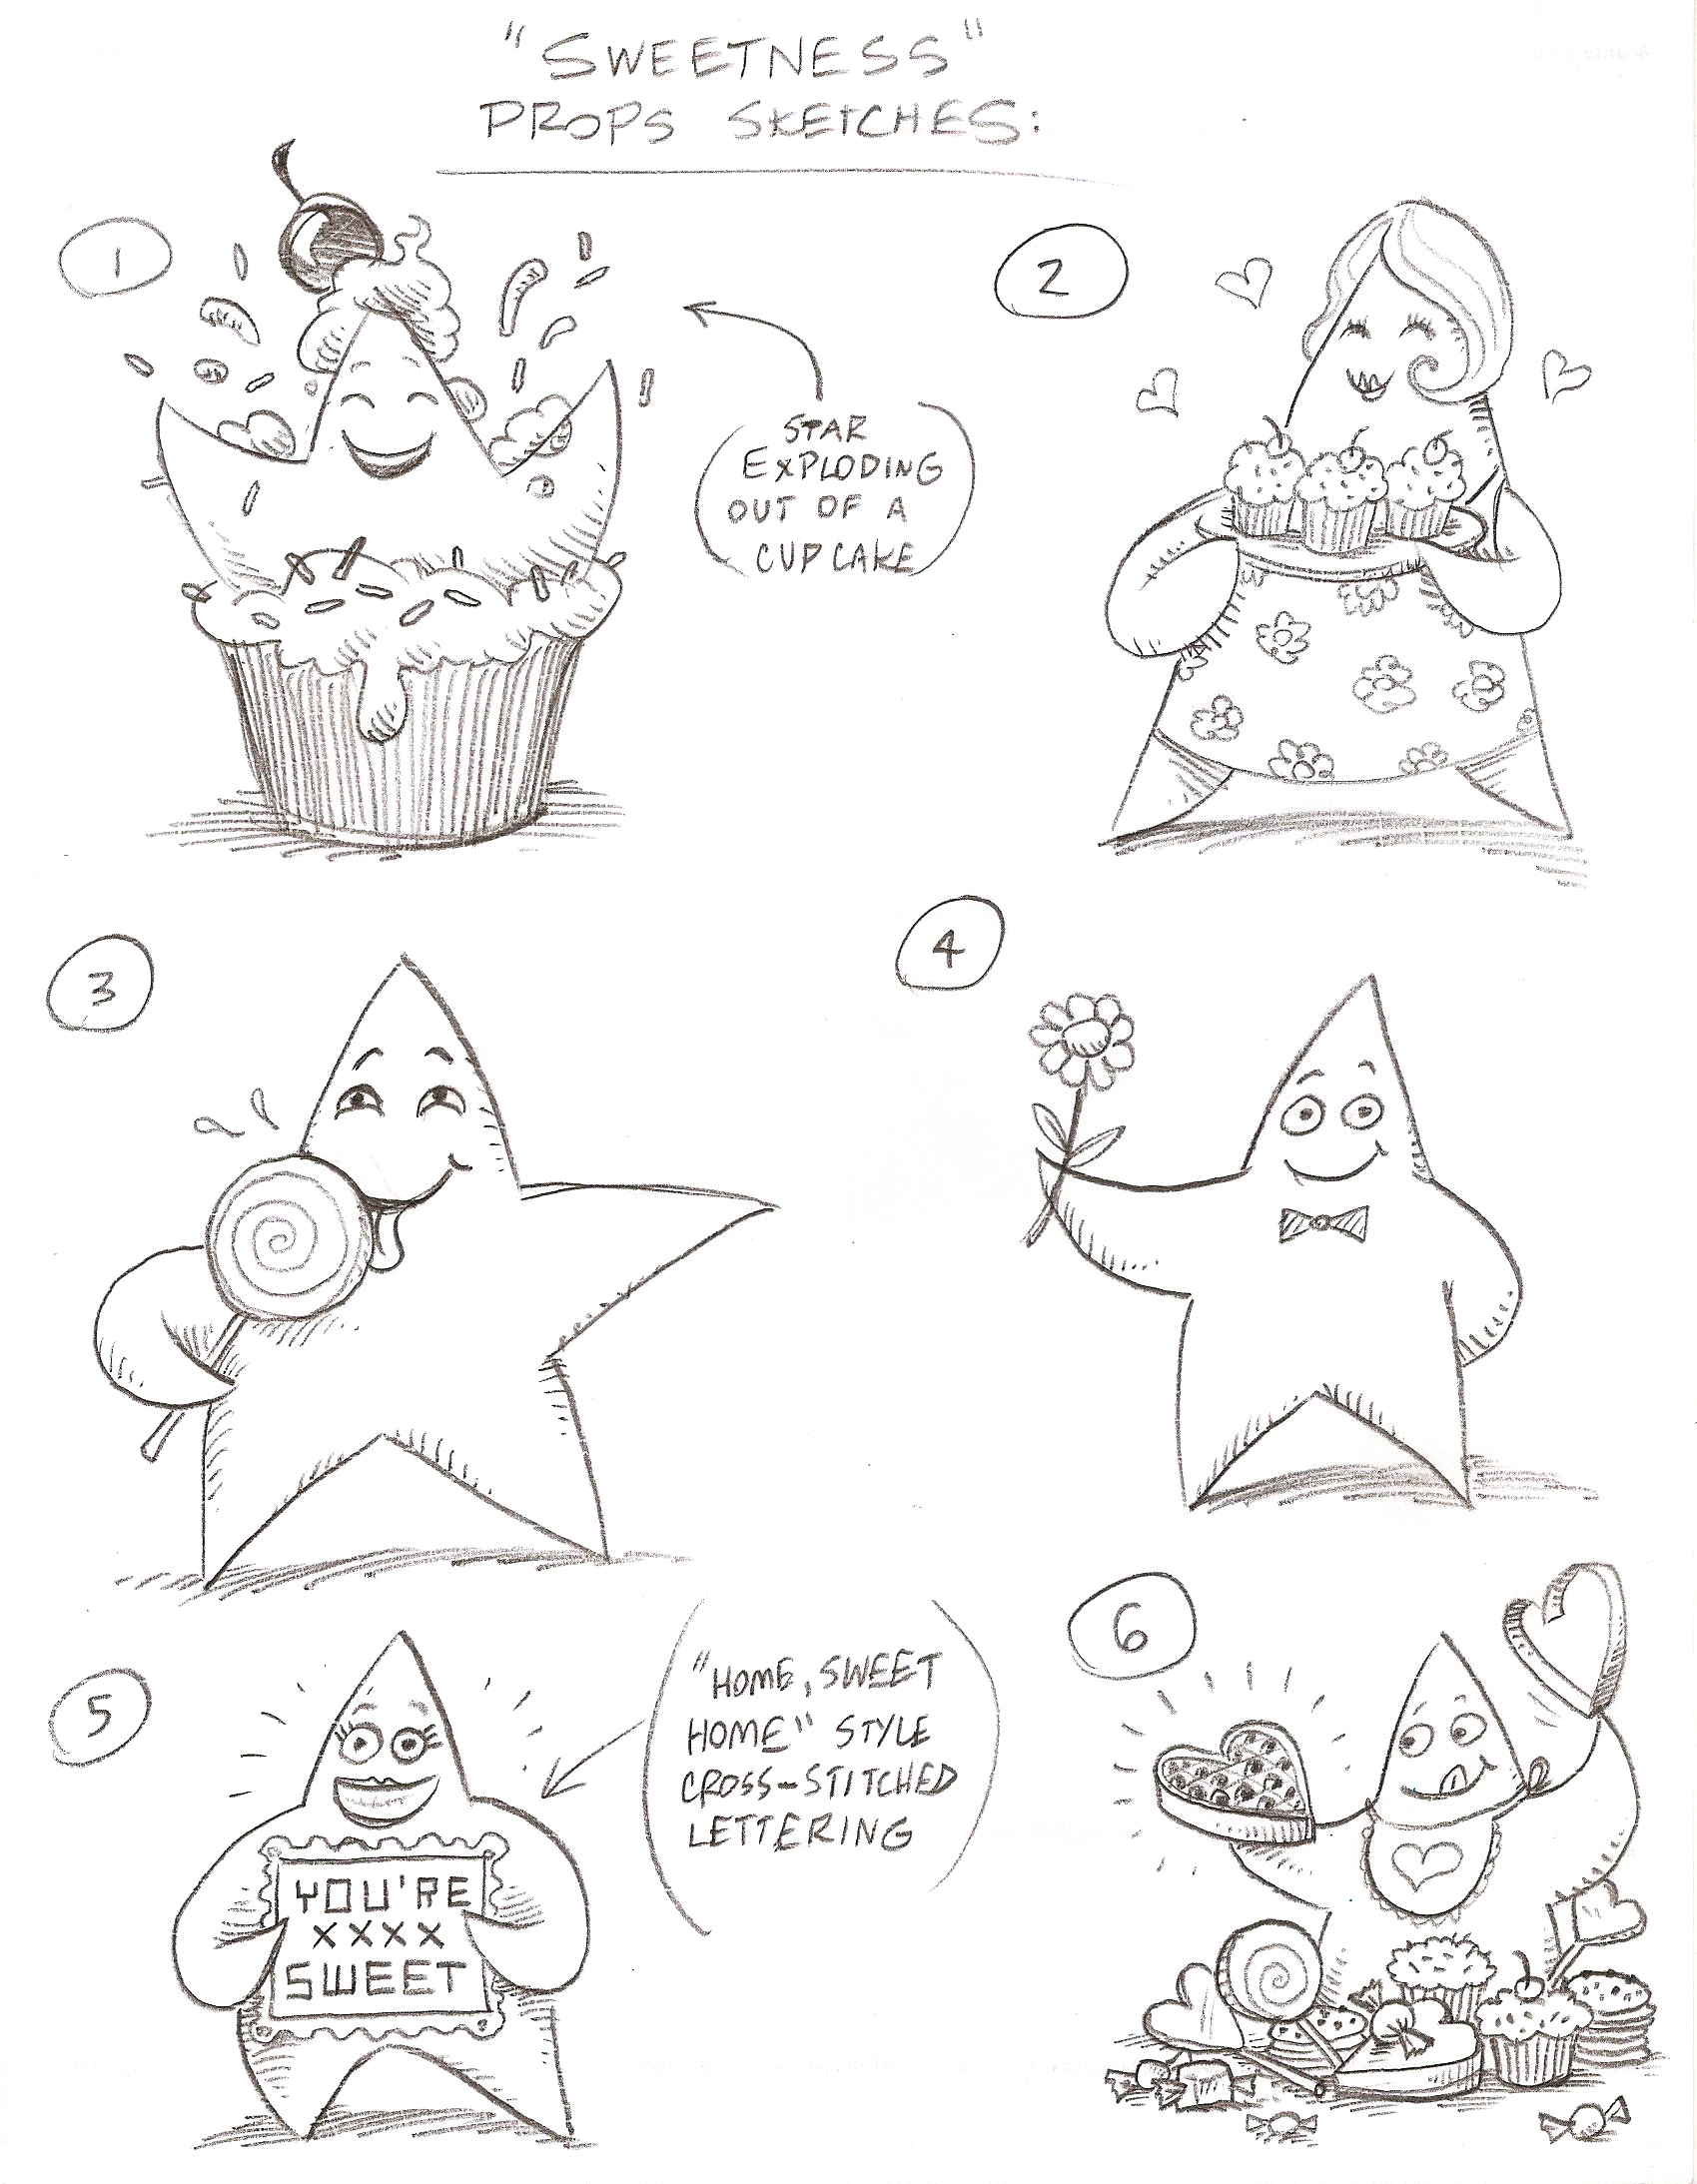 "SWEETNESS"
PROPS SKETCHES:
1
2
(STAR
EXPLODING
OUT OF A
CUPCAKE)
3
4
5
("HOME, SWEET
HOME" STYLE
CROSS-STITCHED
LETTERING)
YOU'RE
XXXX
SWEET
6